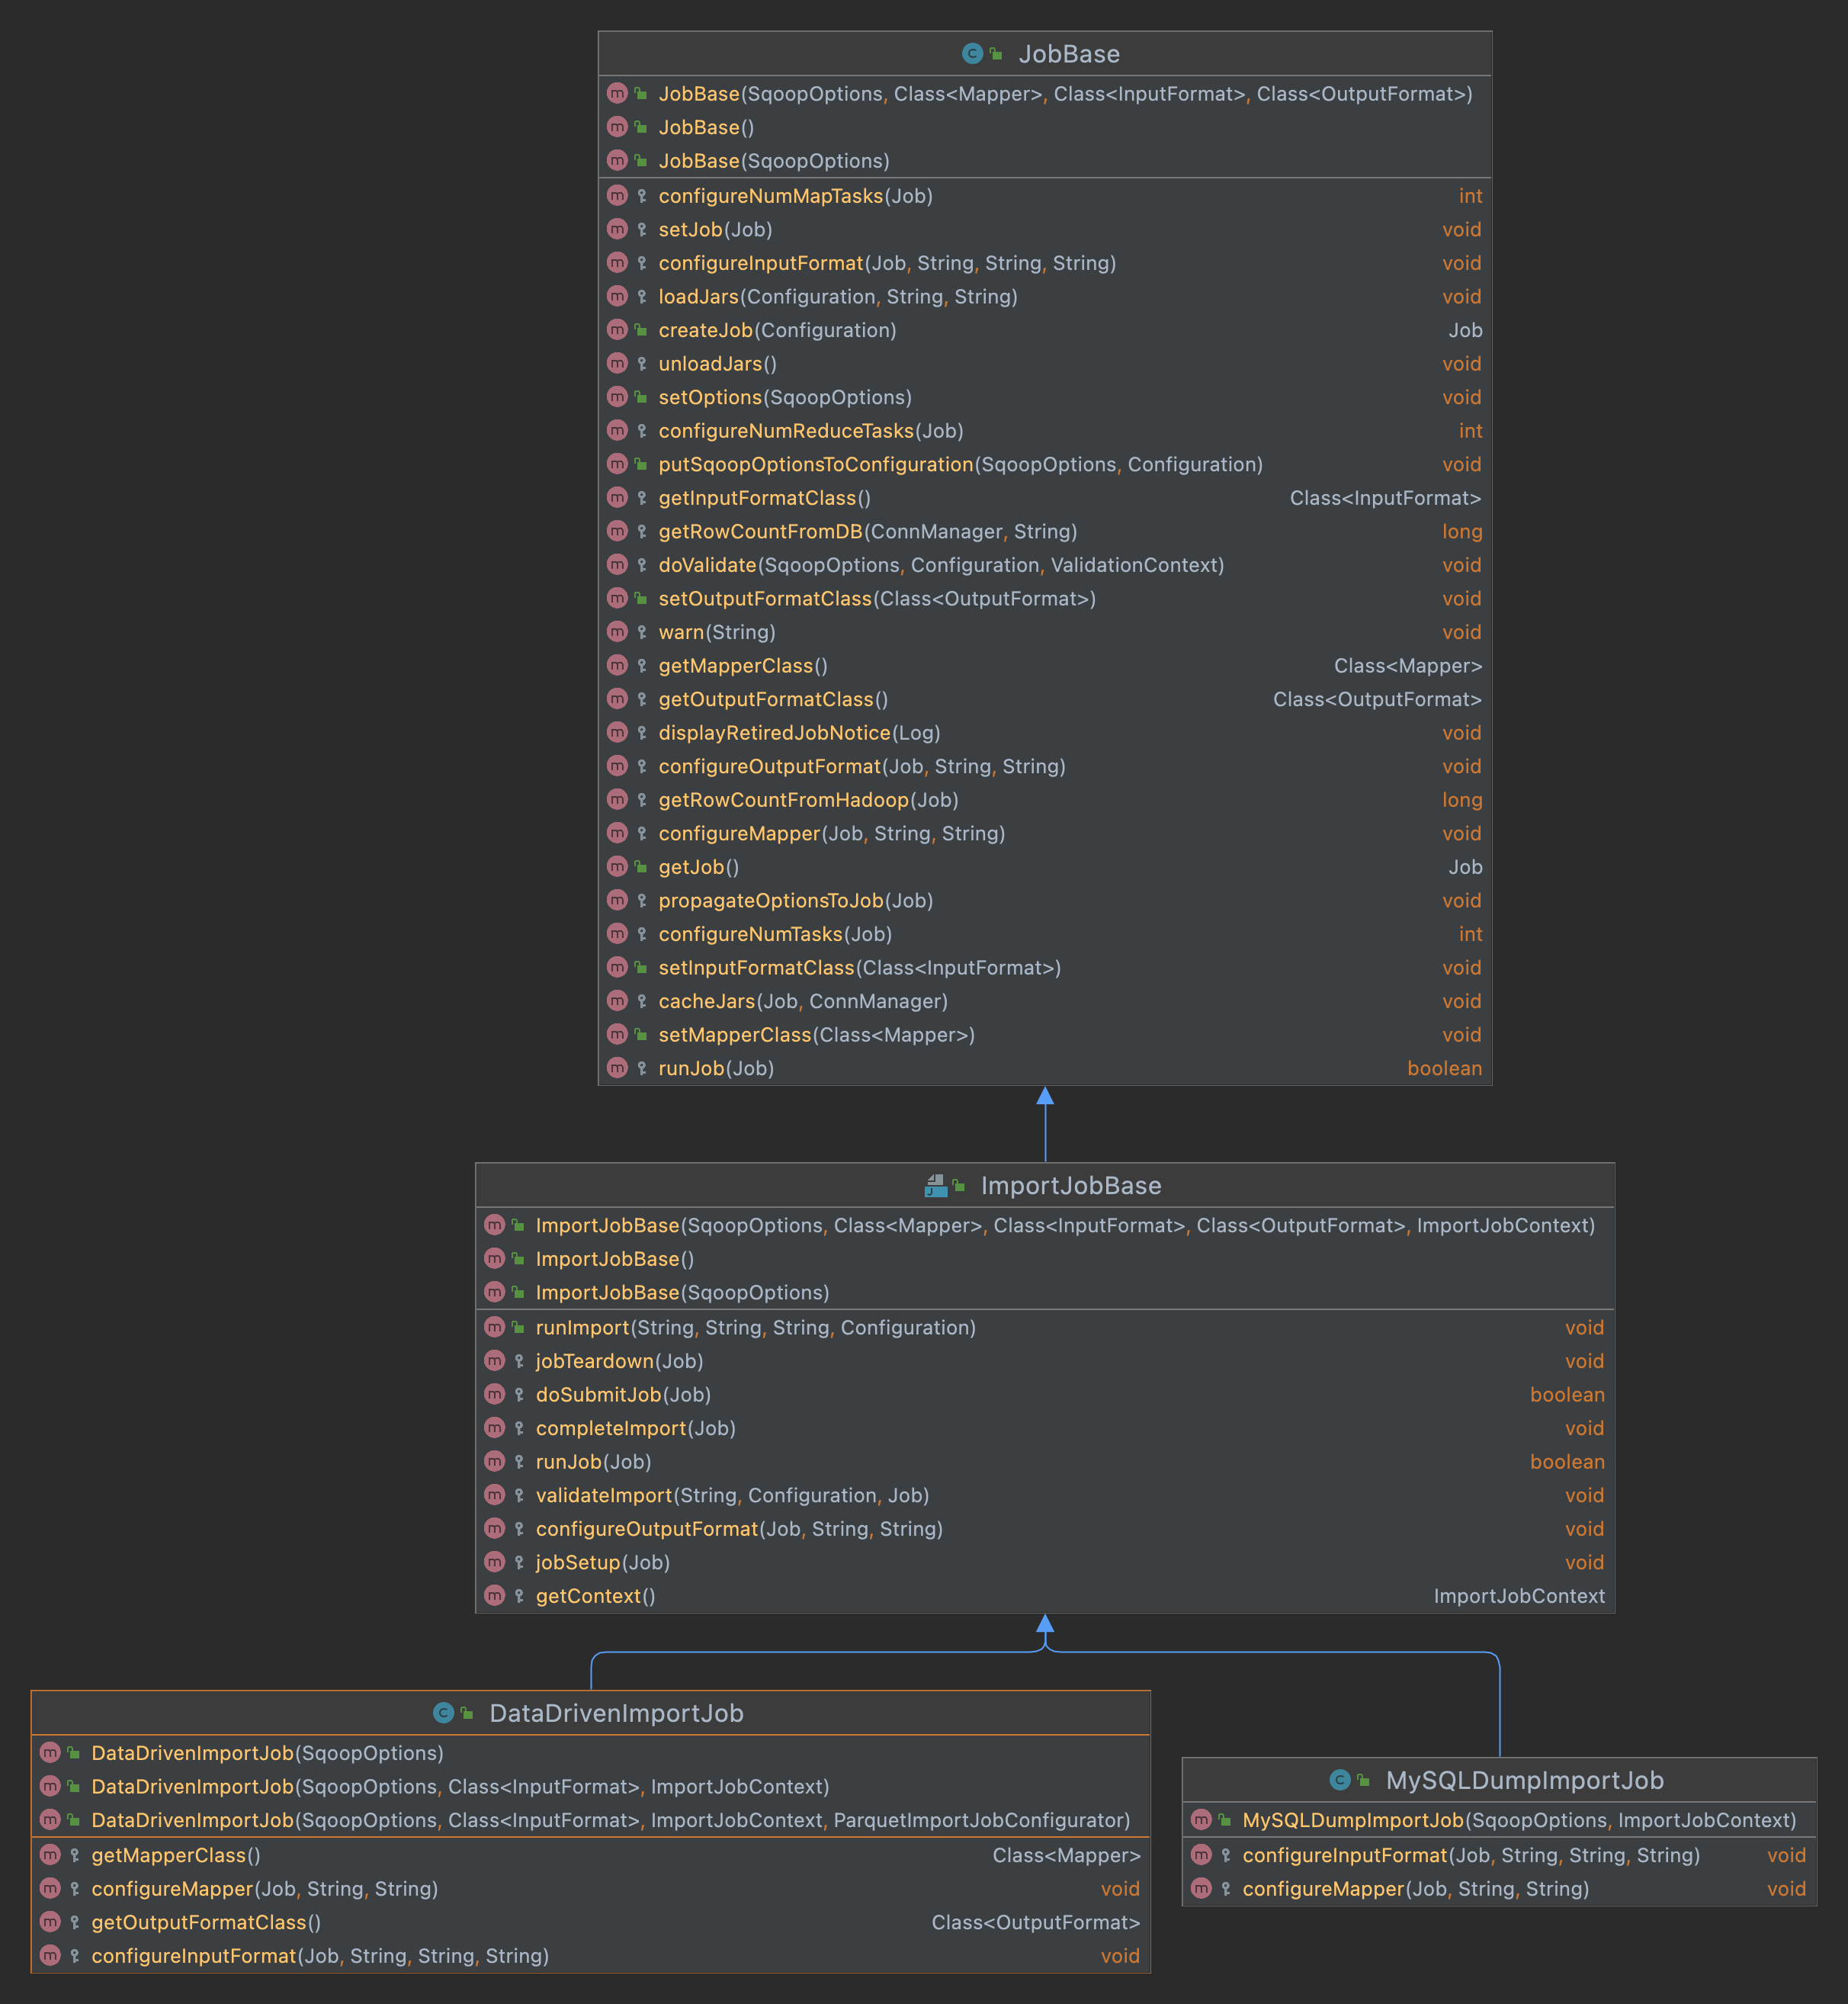 JobBase
JobBase(SqoopOptions, Class<Mapper>, Class<InputFormat>, Class<OutputFormat>)
JobBase()
JobBase(SqoopOptions)
configureNumMapTasks(Job) int
setJob(Job) void
configureInputFormat(Job, String, String, String) void
loadJars(Configuration, String, String) void
createJob(Configuration) Job
unloadJars() void
setOptions(SqoopOptions) void
configureNumReduceTasks(Job) int
putSqoopOptionsToConfiguration(SqoopOptions, Configuration) void
getInputFormatClass() Class<InputFormat>
getRowCountFromDB(ConnManager, String) long
doValidate(SqoopOptions, Configuration, ValidationContext) void
setOutputFormatClass(Class<OutputFormat>) void
warn(String) void
getMapperClass() Class<Mapper>
getOutputFormatClass() Class<OutputFormat>
displayRetiredJobNotice(Log) void
configureOutputFormat(Job, String, String) void
getRowCountFromHadoop(Job) long
configureMapper(Job, String, String) void
getJob() Job
propagateOptionsToJob(Job) void
configureNumTasks(Job) int
setInputFormatClass(Class<InputFormat>) void
cacheJars(Job, ConnManager) void
setMapperClass(Class<Mapper>) void
runJob(Job) boolean
ImportJobBase
ImportJobBase(SqoopOptions, Class<Mapper>, Class<InputFormat>, Class<OutputFormat>, ImportJobContext)
ImportJobBase()
ImportJobBase(SqoopOptions)
runImport(String, String, String, Configuration) void
jobTeardown(Job) void
doSubmitJob(Job) boolean
completeImport(Job) void
runJob(Job) boolean
validateImport(String, Configuration, Job) void
configureOutputFormat(Job, String, String) void
jobSetup(Job) void
getContext() ImportJobContext
DataDrivenImportJob
DataDrivenImportJob(SqoopOptions)
DataDrivenImportJob(SqoopOptions, Class<InputFormat>, ImportJobContext)
DataDrivenImportJob(SqoopOptions, Class<InputFormat>, ImportJobContext, ParquetImportJobConfigurator)
getMapperClass() Class<Mapper>
configureMapper(Job, String, String) void
getOutputFormatClass() Class<OutputFormat>
configureInputFormat(Job, String, String, String) void
MySQLDumpImportJob
MySQLDumpImportJob(SqoopOptions, ImportJobContext)
configureInputFormat(Job, String, String, String) void
configureMapper(Job, String, String) void